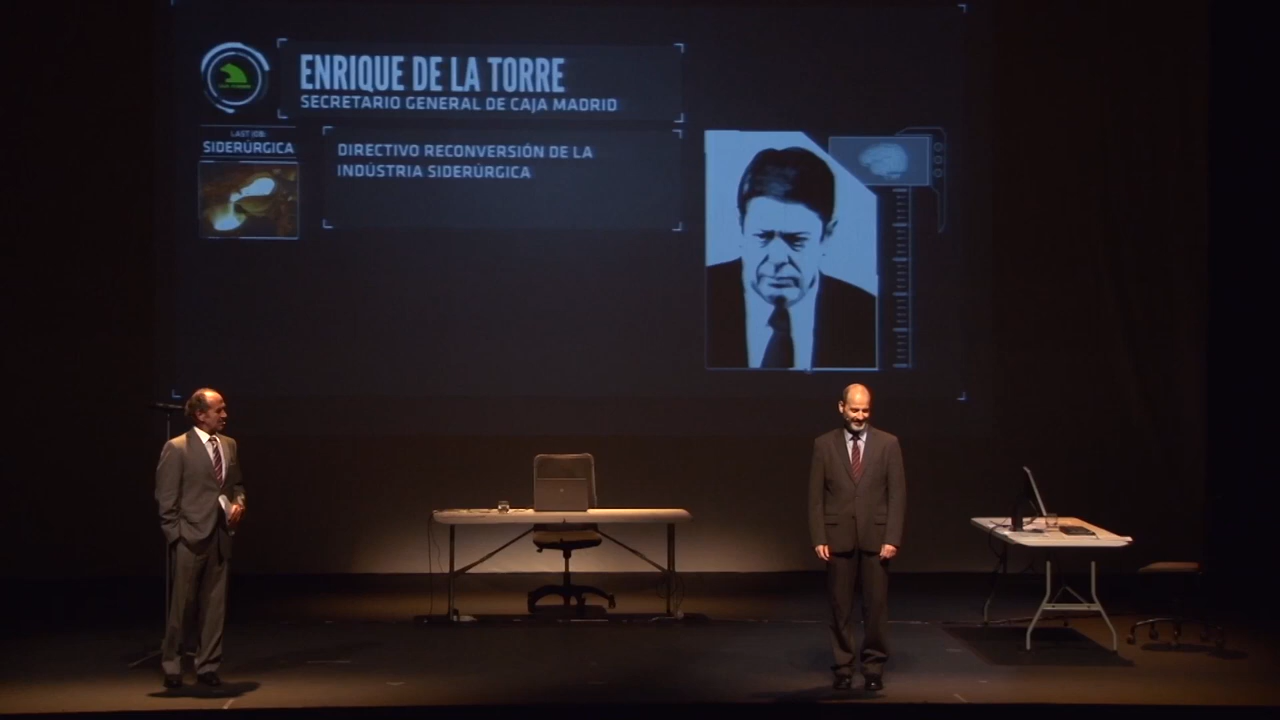 ENRIQUE DE LA TORRE
SECRETARIO GENERAL DE CAJA MADRID
LAST JOB:
SIDERÚRGICA
DIRECTIVO RECONVERSIÓN DE LA
INDÚSTRIA SIDERÚRGICA